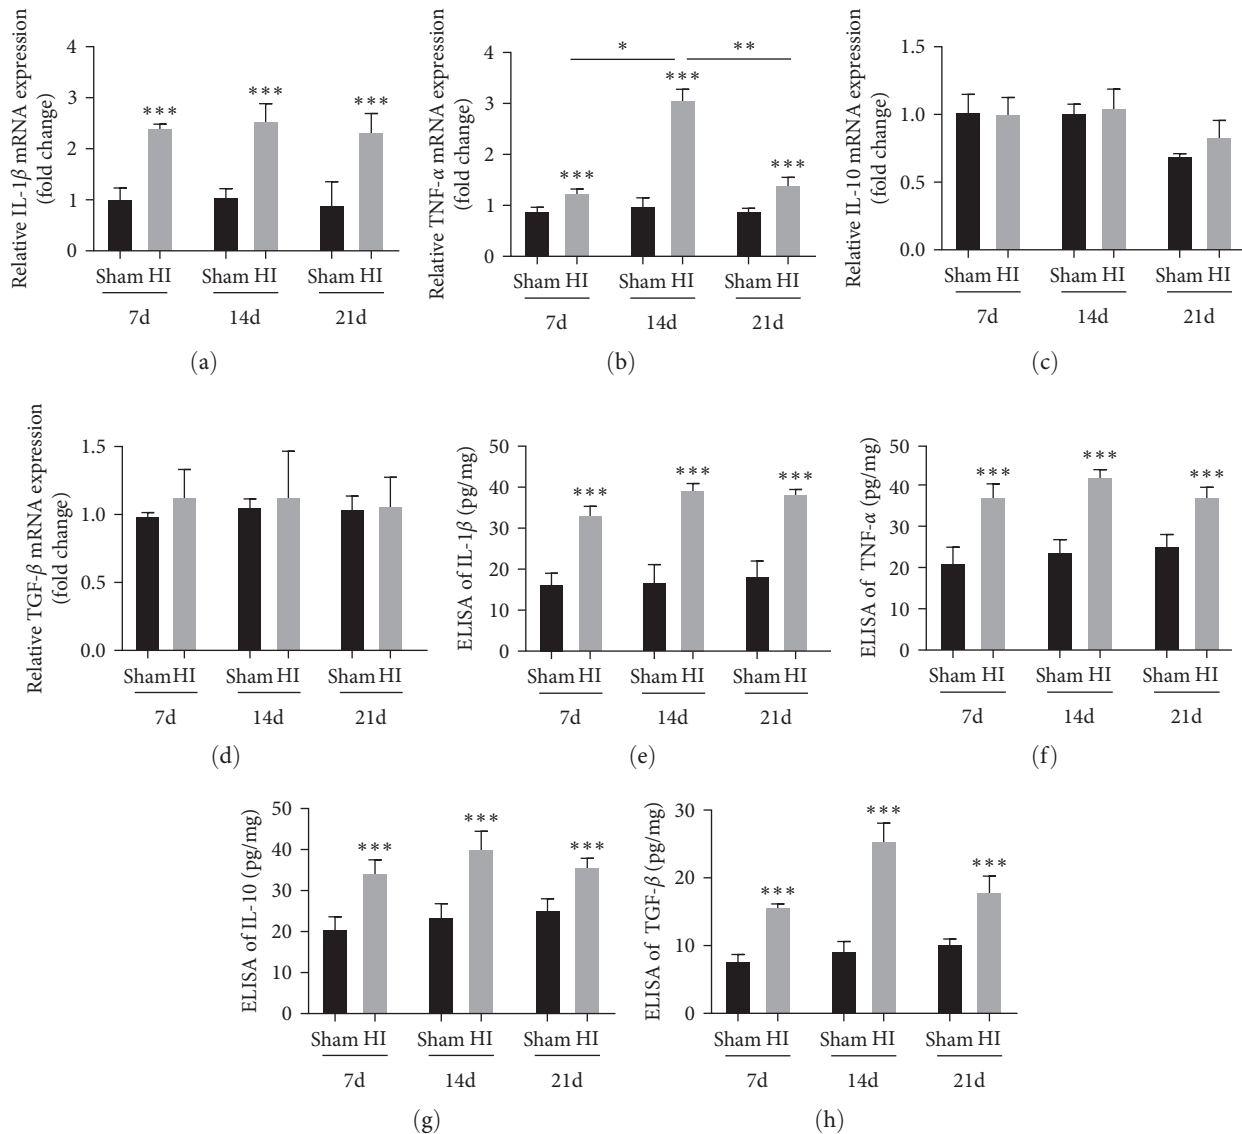 Relative IL-1β mRNA expression
(fold change)
4
3
2
1
0
***
***
***
Sham HI
Sham HI
Sham HI
7d
14d
21d
(a)
Relative TNF-α mRNA expression
(fold change)
4
3
2
1
0
*
**
***
***
***
Sham HI
Sham HI
Sham HI
7d
14d
21d
(b)
Relative IL-10 mRNA expression
(fold change)
1.5
1.0
0.5
0.0
Sham HI
Sham HI
Sham HI
7d
14d
21d
(c)
Relative TGF-β mRNA expression
(fold change)
1.5
1.0
0.5
0.0
Sham HI
Sham HI
Sham HI
7d
14d
21d
(d)
ELISA of IL-1β (pg/mg)
50
40
30
20
10
0
***
***
***
Sham HI
Sham HI
Sham HI
7d
14d
21d
(e)
ELISA of TNF-α (pg/mg)
50
40
30
20
10
0
***
***
***
Sham HI
Sham HI
Sham HI
7d
14d
21d
(f)
ELISA of IL-10 (pg/mg)
50
40
30
20
10
0
***
***
***
Sham HI
Sham HI
Sham HI
7d
14d
21d
(g)
ELISA of TGF-β (pg/mg)
30
20
10
0
***
***
***
Sham HI
Sham HI
Sham HI
7d
14d
21d
(h)